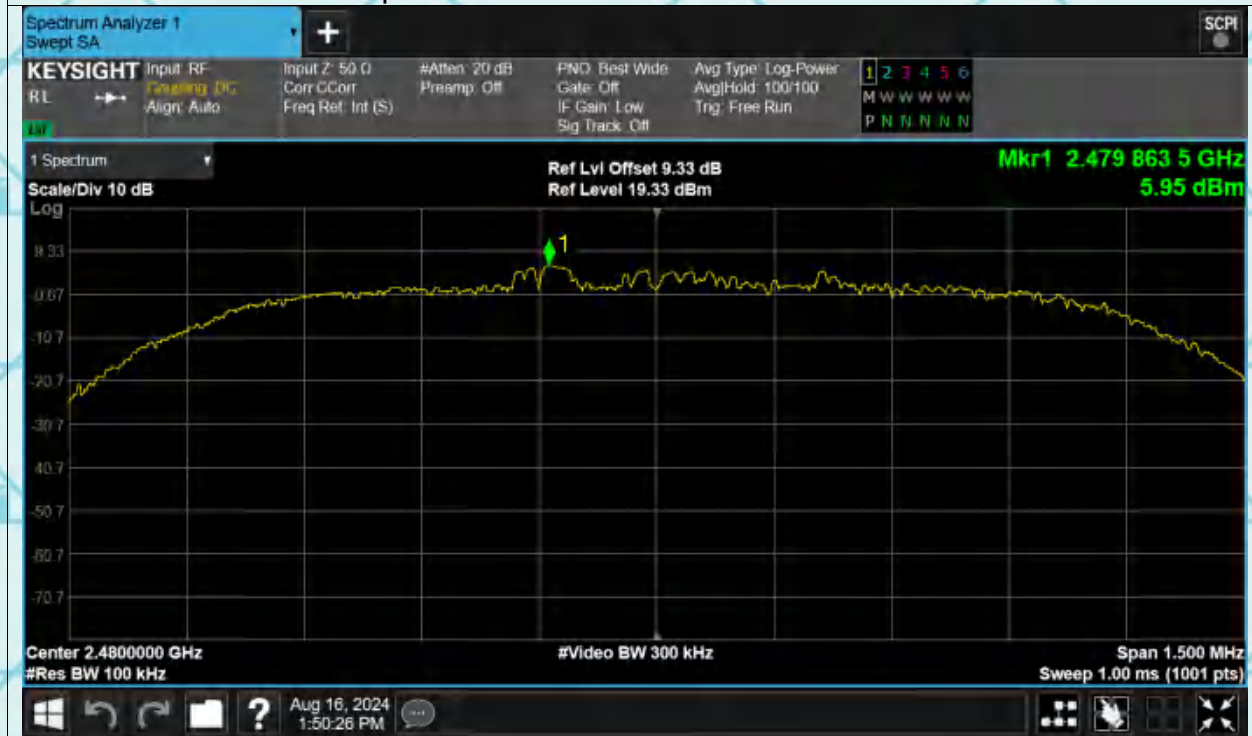 Spectrum Analyzer 1
Swept SA
+
SCPI
KEYSIGHT
RL
Input: RF
Coupling: DC
Align: Auto
Input Z: 50 Ω
Corr CCorr
Freq Ref: Int (S)
#Atten: 20 dB
Preamp: Off
PNO: Best Wide
Gate: Off
IF Gain: Low
Sig Track: Off
Avg Type: Log-Power
Avg|Hold: 100/100
Trig: Free Run
1 2 3 4 5 6
M W W W W W
P N N N N N
1 Spectrum
Scale/Div 10 dB
Log
Ref Lvl Offset 9.33 dB
Ref Level 19.33 dBm
Mkr1 2.479 863 5 GHz
5.95 dBm
1
9.33
-0.67
-10.7
-20.7
-30.7
-40.7
-50.7
-60.7
-70.7
Center 2.4800000 GHz
#Res BW 100 kHz
#Video BW 300 kHz
Span 1.500 MHz
Sweep 1.00 ms (1001 pts)
?
Aug 16, 2024
1:50:26 PM